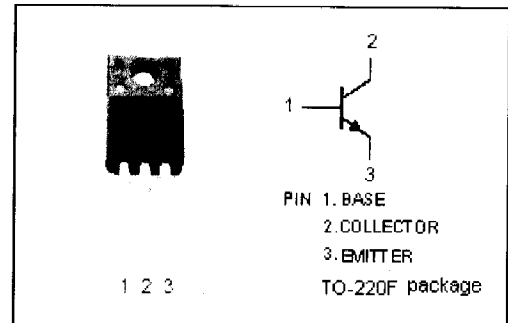 2
1
3
PIN 1. BASE
2. COLLECTOR
3. EMITTER
1 2 3
TO-220F package